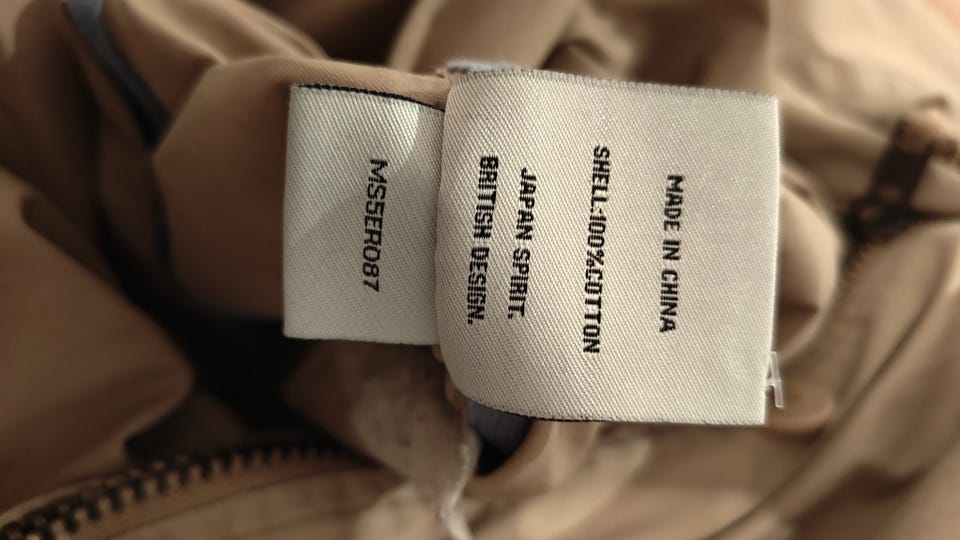 MADE IN CHINA
SHELL:100%COTTON
JAPAN SPIRIT.
BRITISH DESIGN.
MS5ER087